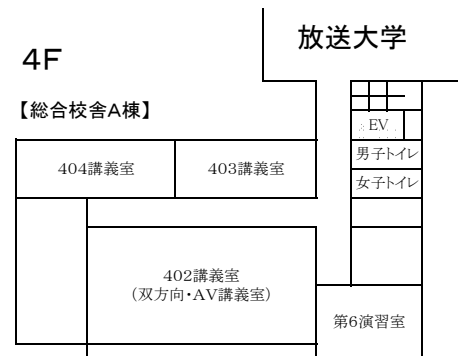 放送大学
4F
【総合校舎A棟】
EV
男子トイレ
404講義室
403講義室
女子トイレ
402講義室
（双方向・AV講義室）
第6演習室